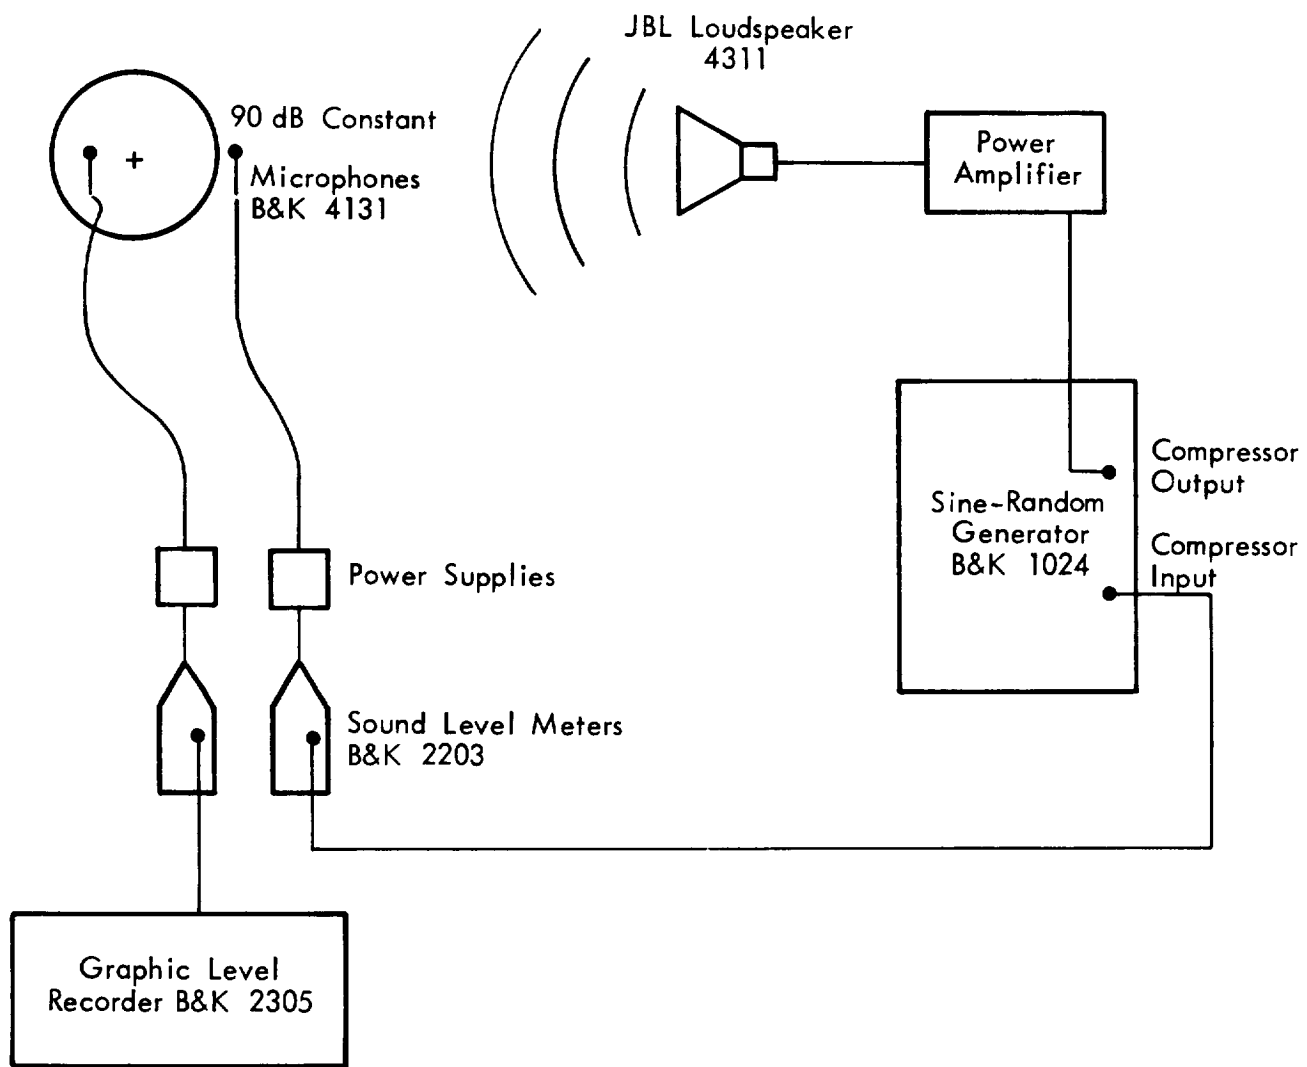 JBL Loudspeaker
4311
90 dB Constant
Microphones
B&K 4131
+
Power
Amplifier
Compressor
Output
Sine-Random
Generator
B&K 1024
Compressor
Input
Power Supplies
Sound Level Meters
B&K 2203
Graphic Level
Recorder B&K 2305